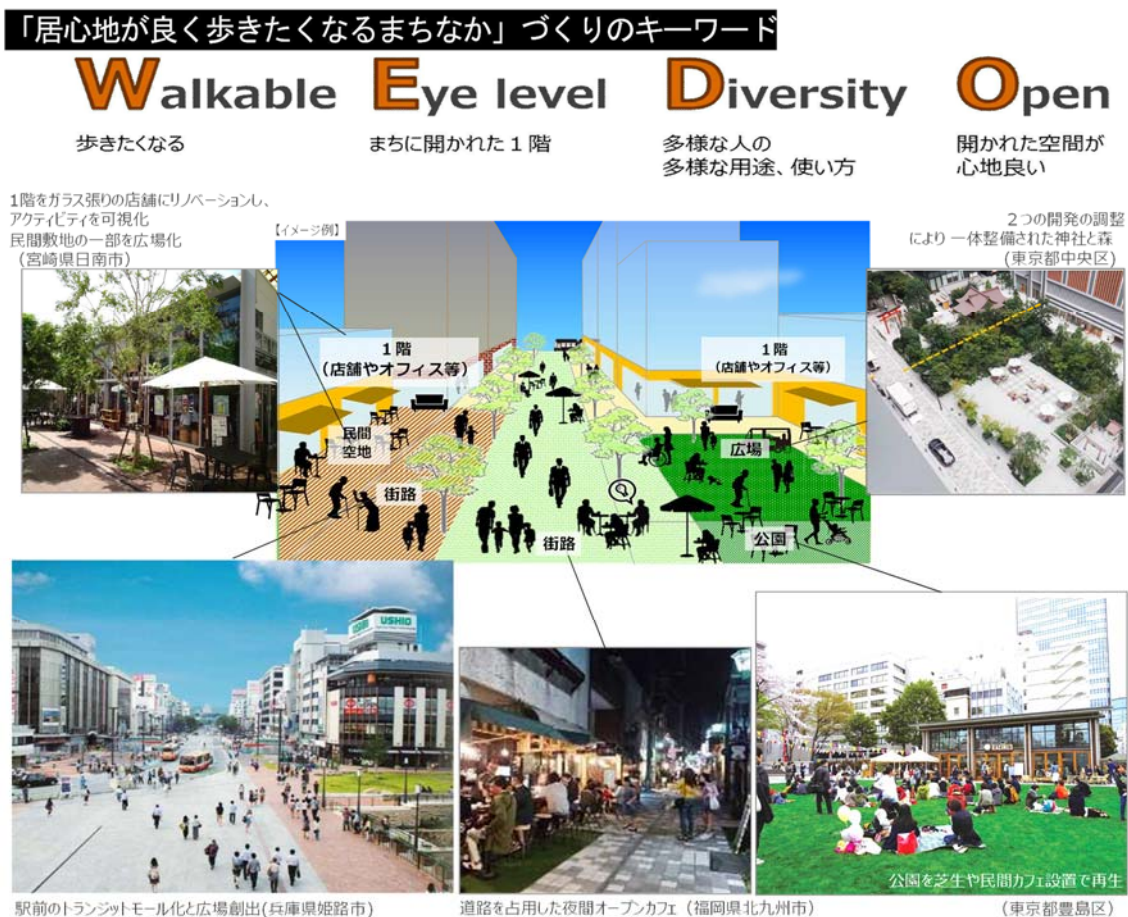 「居心地が良く歩きたくなるまちなか」づくりのキーワード
Walkable
歩きたくなる
Eye level
まちに開かれた1階
Diversity
多様な人の
多様な用途、使い方
Open
開かれた空間が
心地良い
1階をガラス張りの店舗にリノベーションし、
アクティビティを可視化
民間敷地の一部を広場化
(宮崎県日南市)
【イメージ例】
2つの開発の調整
により 一体整備された神社と森
(東京都中央区)
1階
(店舗やオフィス等)
1階
(店舗やオフィス等)
民間
空地
広場
街路
街路
公園
USHIO
公園を芝生や民間カフェ設置で再生
駅前のトランジットモール化と広場創出(兵庫県姫路市)
道路を占用した夜間オープンカフェ(福岡県北九州市)
(東京都豊島区)